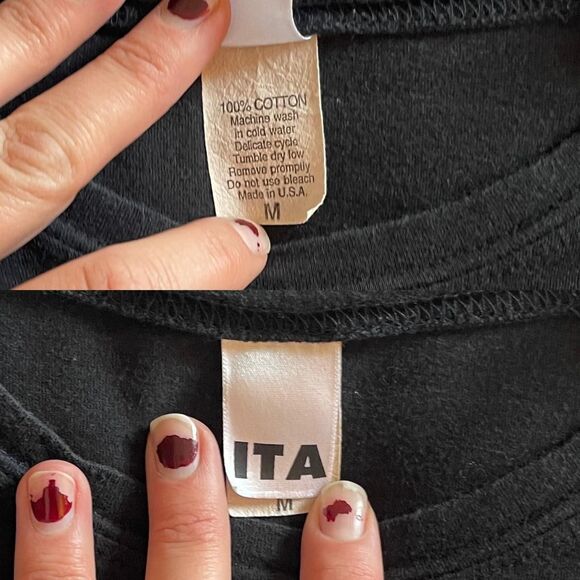 100% COTTON
Machine wash
In cold water
Delicate cycle
Tumble dry low
Remove promptly
Do not use bleach
Made in U.S.A.
M
ITA
M